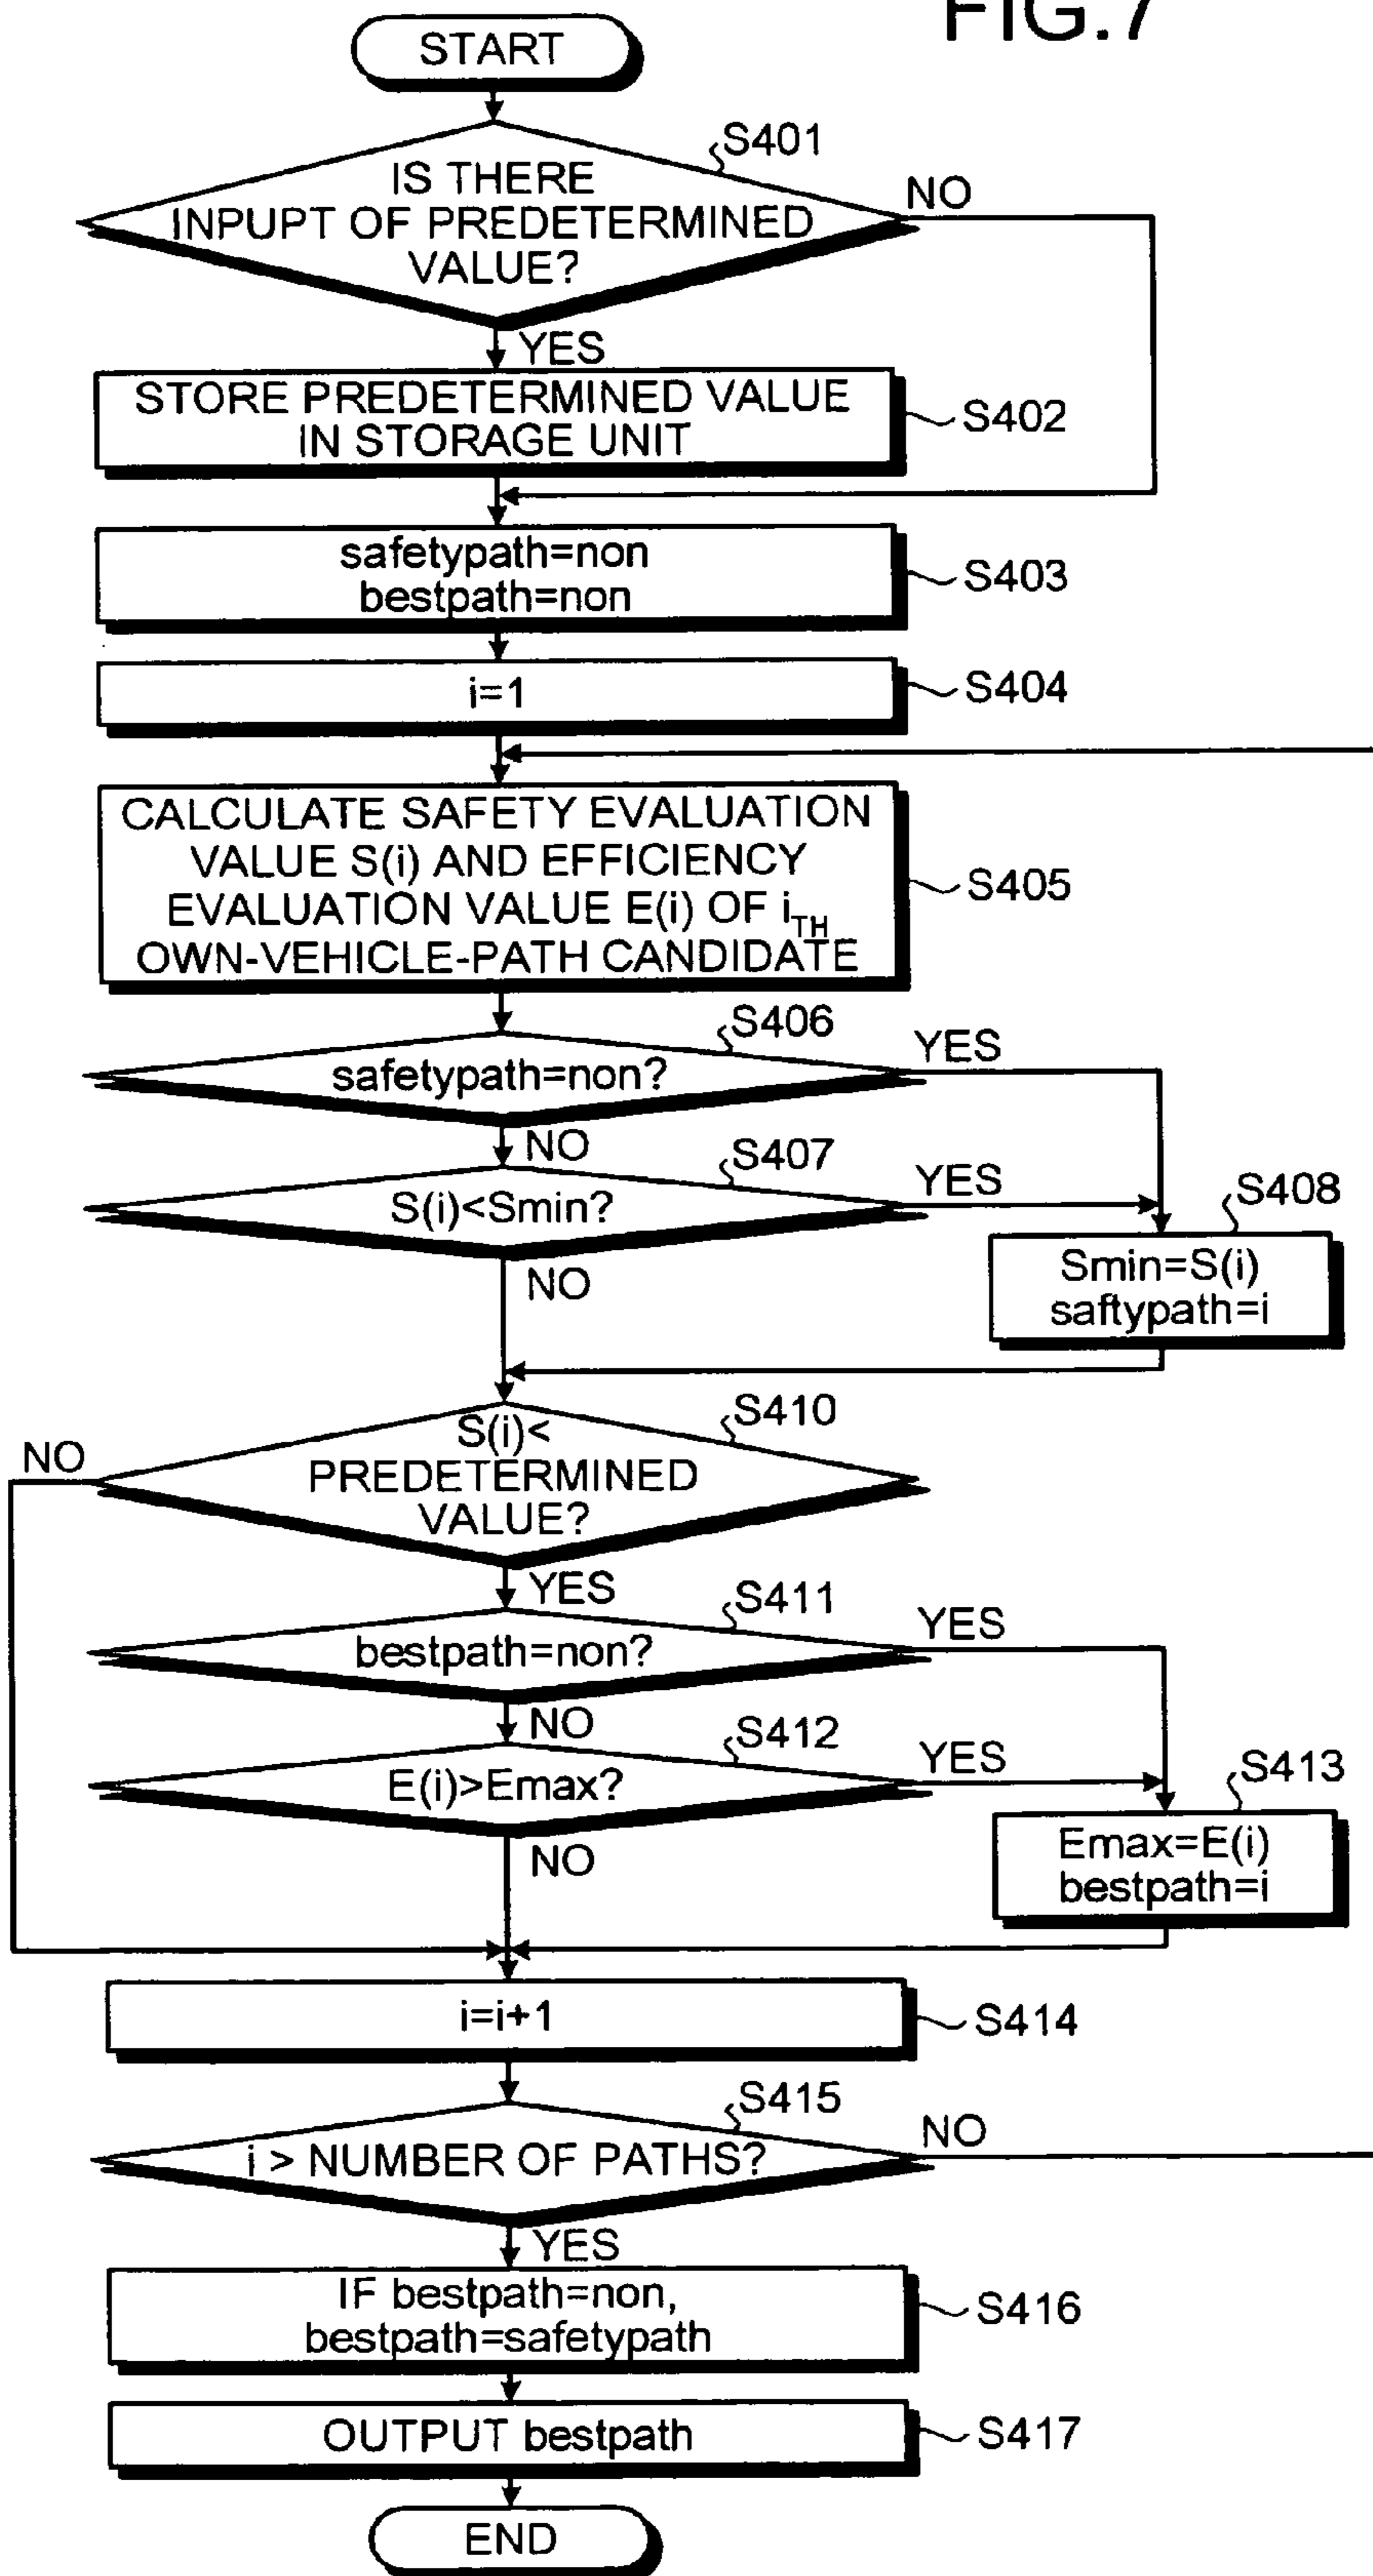 FIG.7
START
S401
IS THERE
INPUPT OF PREDETERMINED
VALUE?
NO
YES
STORE PREDETERMINED VALUE
IN STORAGE UNIT
S402
safetypath=non
bestpath=non
S403
i=1
S404
CALCULATE SAFETY EVALUATION
VALUE S(i) AND EFFICIENCY
EVALUATION VALUE E(i) OF iTH
OWN-VEHICLE-PATH CANDIDATE
S405
S406
safetypath=non?
YES
NO
S407
S(i)<Smin?
YES
NO
S408
Smin=S(i)
saftypath=i
S410
S(i)<
PREDETERMINED
VALUE?
NO
YES
S411
bestpath=non?
YES
NO
S412
E(i)>Emax?
YES
NO
S413
Emax=E(i)
bestpath=i
i=i+1
S414
S415
i > NUMBER OF PATHS?
NO
YES
IF bestpath=non,
bestpath=safetypath
S416
OUTPUT bestpath
S417
END